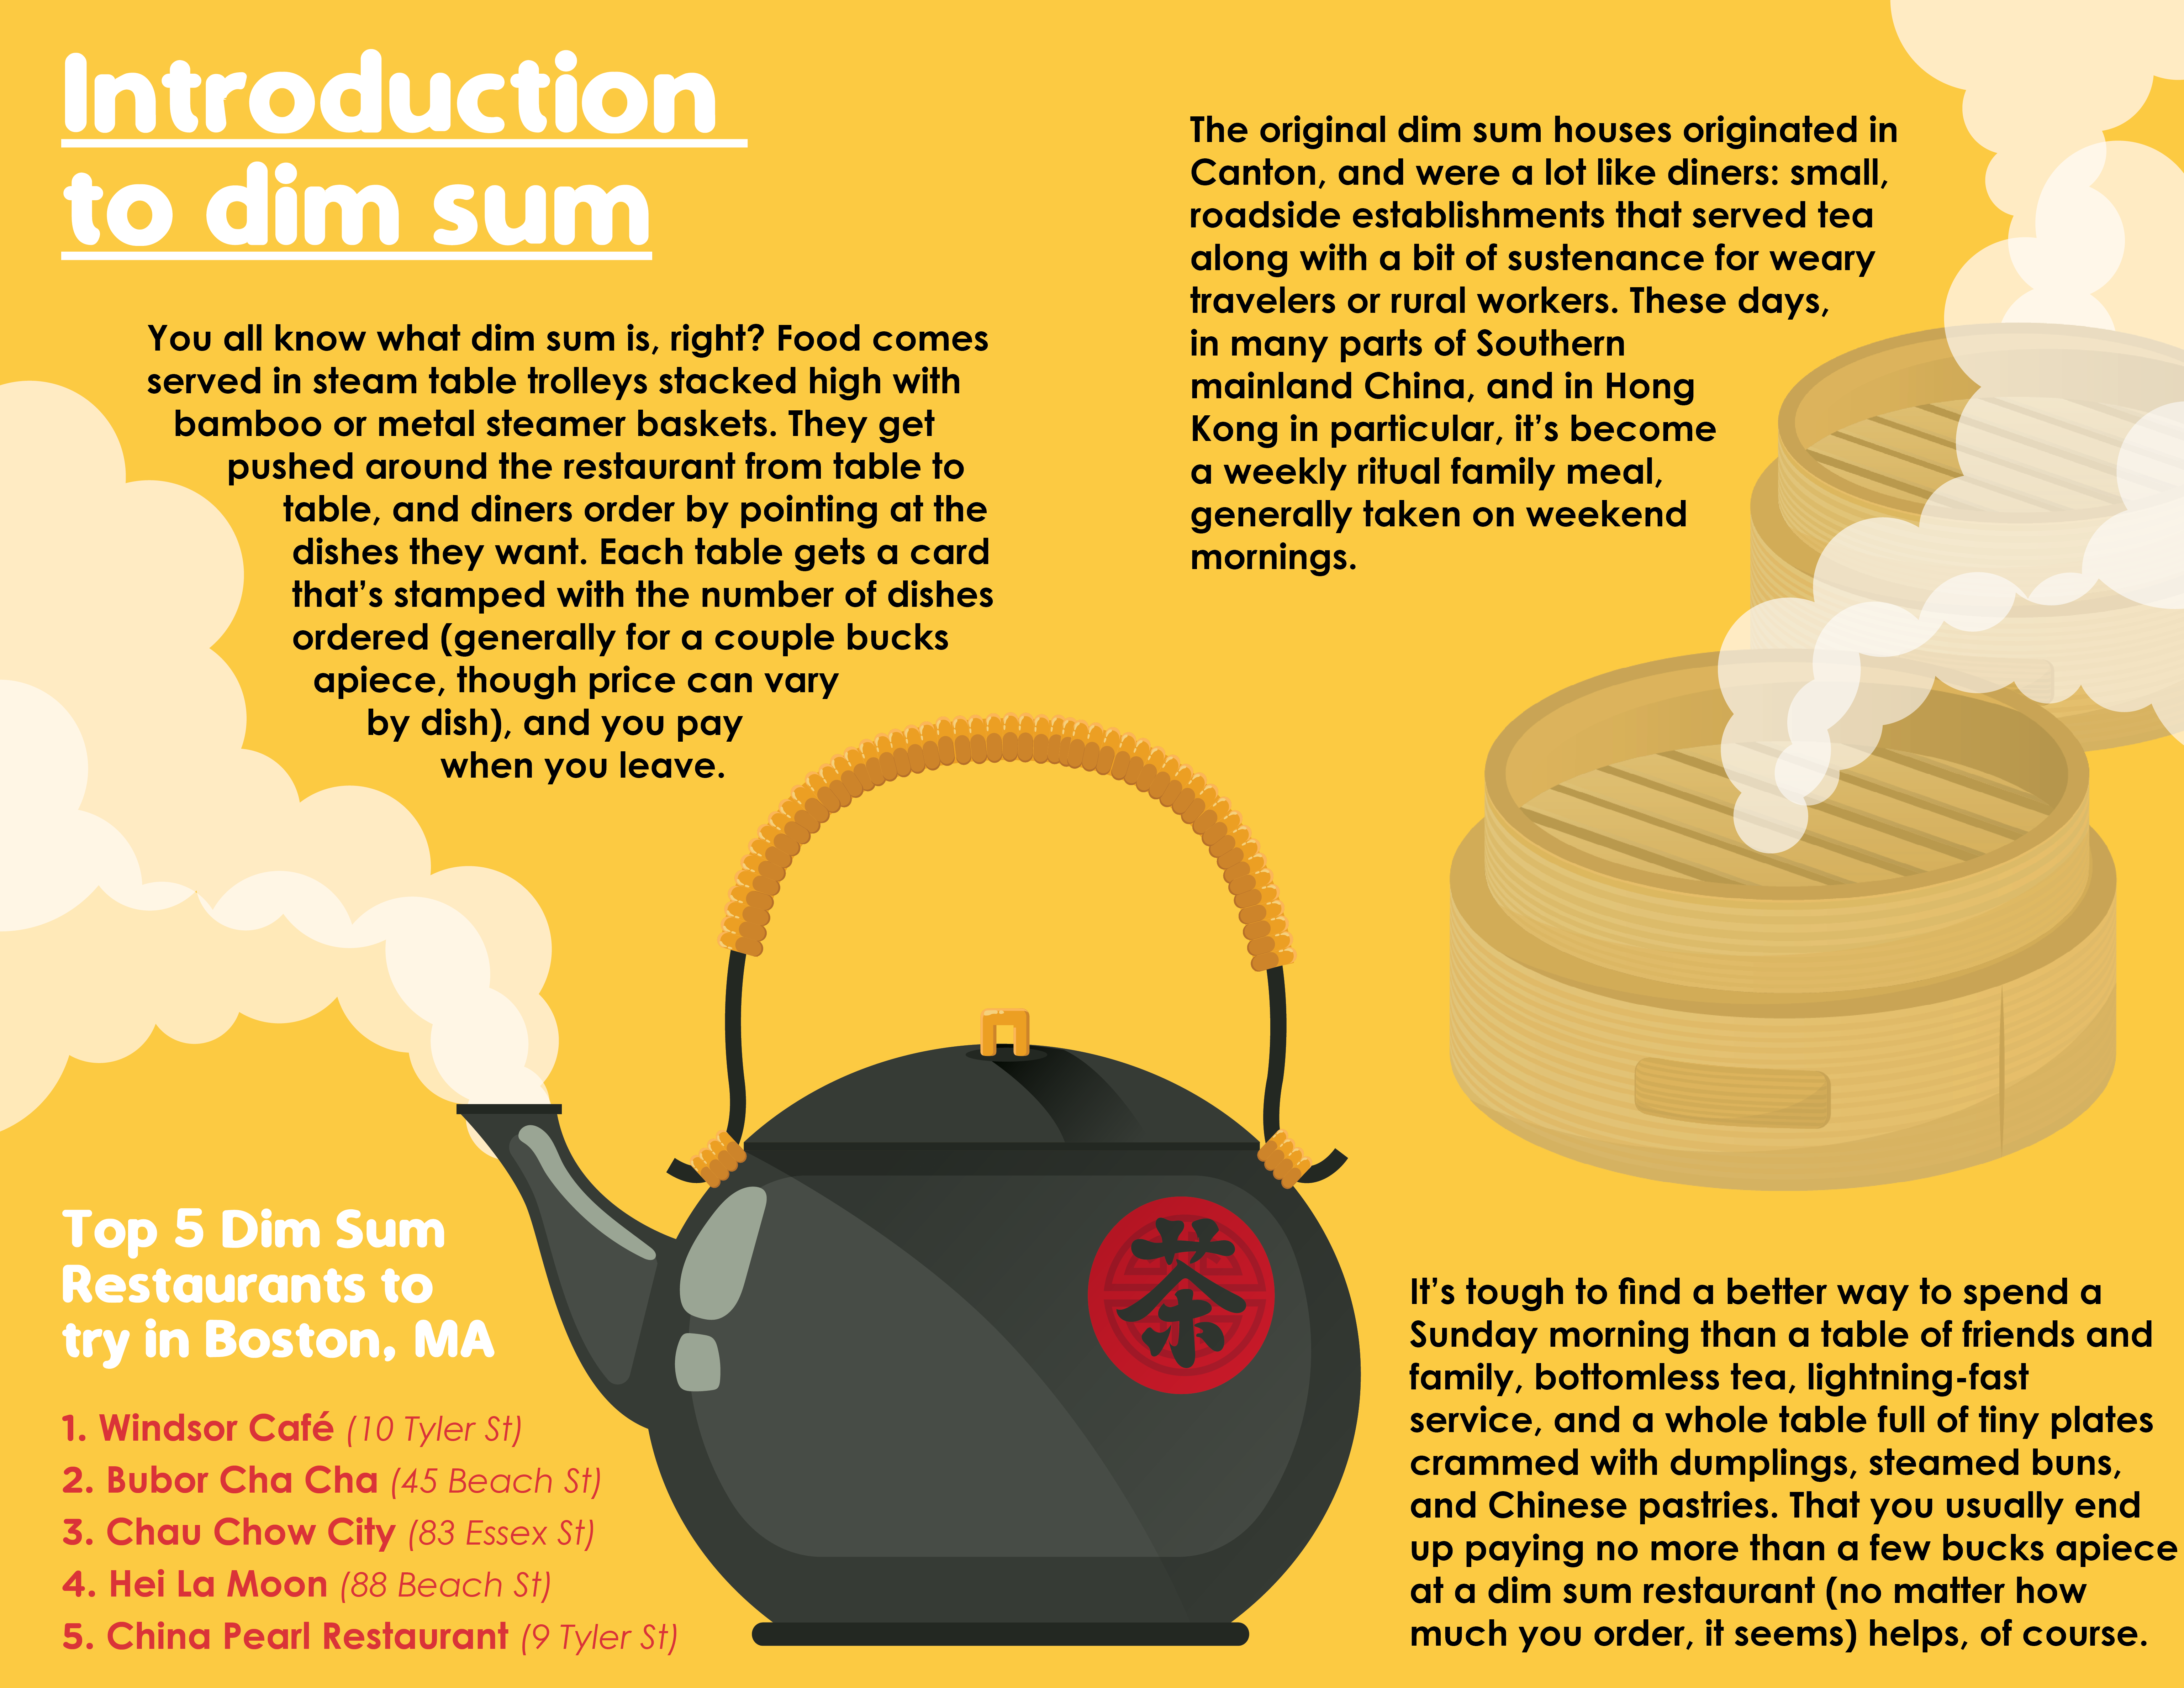 Introduction
to dim sum
You all know what dim sum is, right? Food comes
served in steam table trolleys stacked high with
bamboo or metal steamer baskets. They get
pushed around the restaurant from table to
table, and diners order by pointing at the
dishes they want. Each table gets a card
that’s stamped with the number of dishes
ordered (generally for a couple bucks
apiece, though price can vary
by dish), and you pay
when you leave.
The original dim sum houses originated in
Canton, and were a lot like diners: small,
roadside establishments that served tea
along with a bit of sustenance for weary
travelers or rural workers. These days,
in many parts of Southern
mainland China, and in Hong
Kong in particular, it’s become
a weekly ritual family meal,
generally taken on weekend
mornings.
茶
Top 5 Dim Sum
Restaurants to
try in Boston, MA
1. Windsor Café (10 Tyler St)
2. Bubor Cha Cha (45 Beach St)
3. Chau Chow City (83 Essex St)
4. Hei La Moon (88 Beach St)
5. China Pearl Restaurant (9 Tyler St)
It’s tough to find a better way to spend a
Sunday morning than a table of friends and
family, bottomless tea, lightning-fast
service, and a whole table full of tiny plates
crammed with dumplings, steamed buns,
and Chinese pastries. That you usually end
up paying no more than a few bucks apiece
at a dim sum restaurant (no matter how
much you order, it seems) helps, of course.